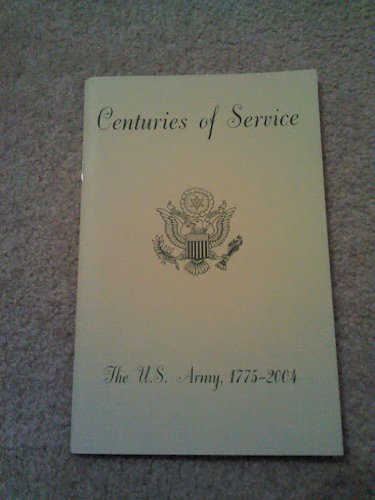 Centuries of Service
The U.S. Army, 1775-2004